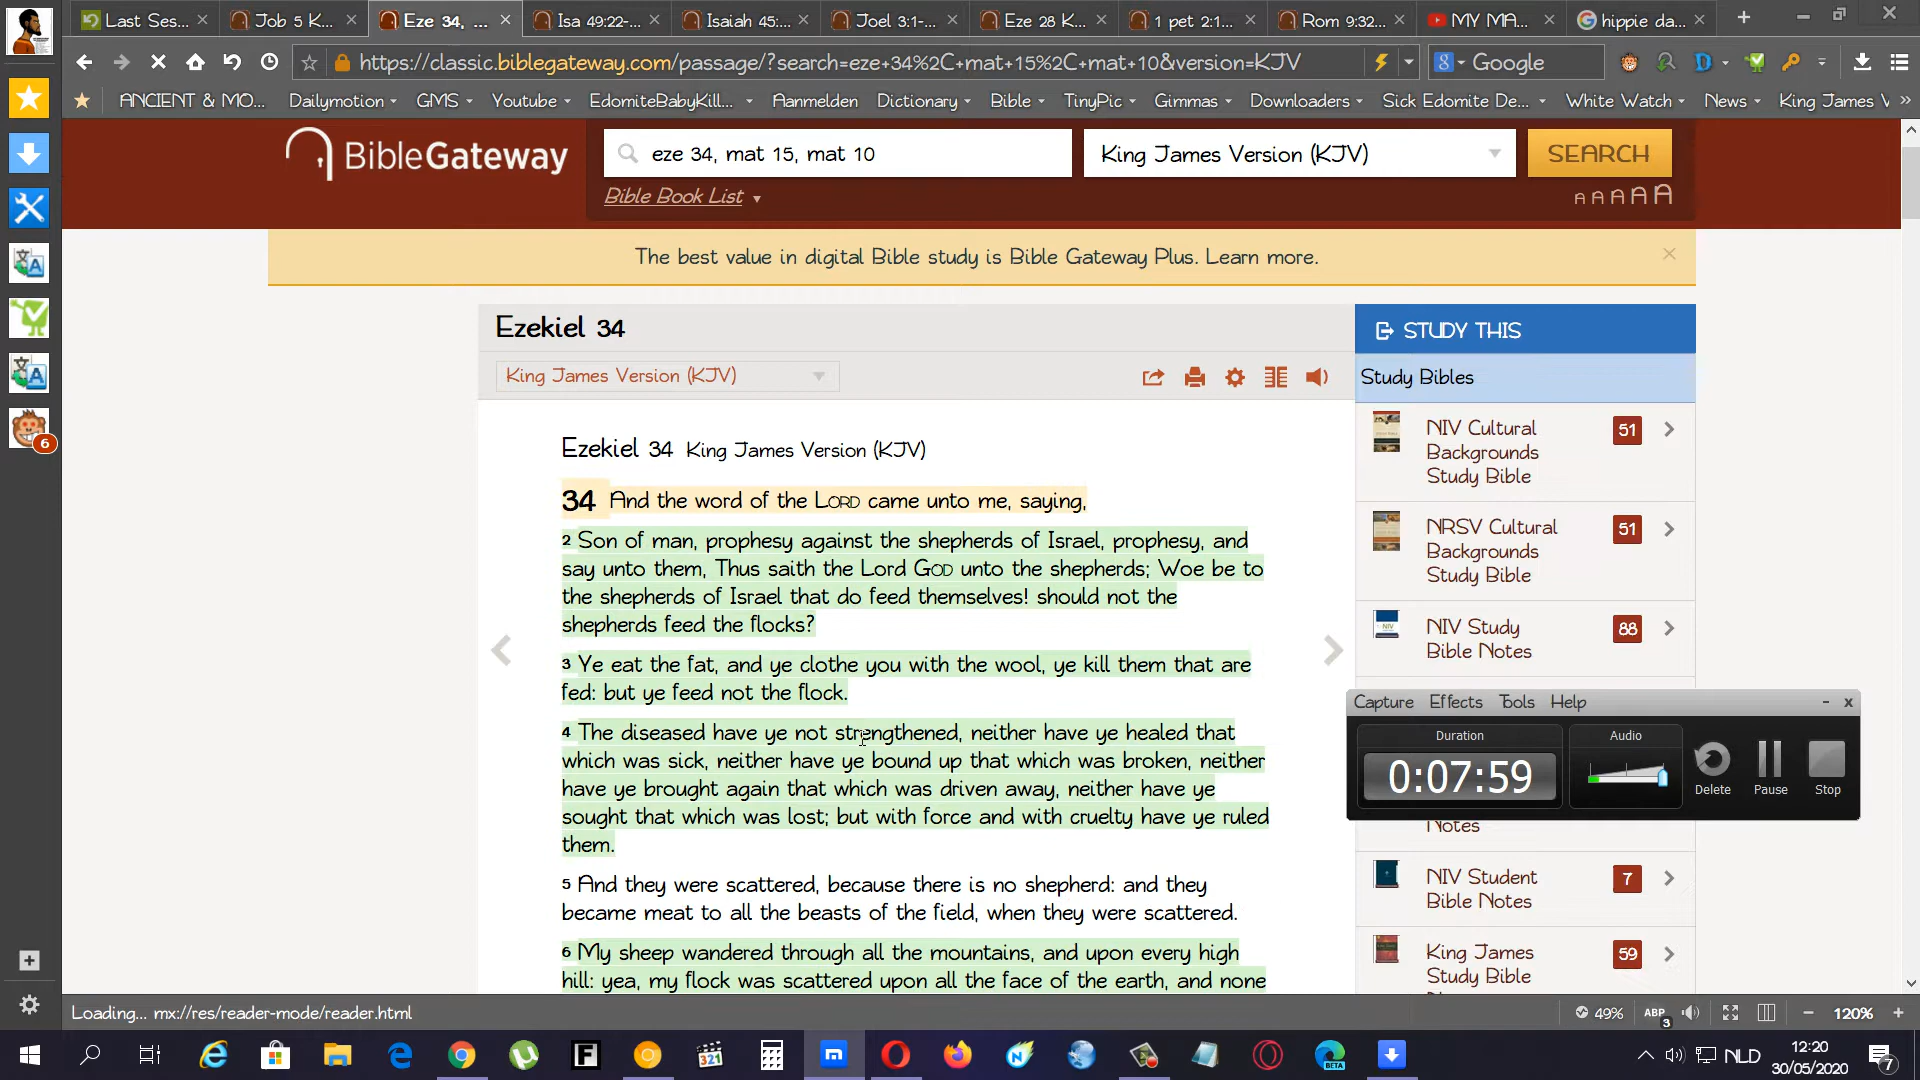 Last Ses...
Job 5 K...
Eze 34, ...
Isa 49:22-...
Isaiah 45:...
Joel 3:1-...
Eze 28 K...
1 pet 2:1...
Rom 9:32...
MY MA...
hippie da...
https://classic.biblegateway.com/passage/?search=eze+34%2C+mat+15%2C+mat+10&version=KJV
Google
ANCIENT & MO...
Dailymotion
GMS
Youtube
EdomiteBabyKill...
Aanmelden
Dictionary
Bible
TinyPic
Gimmas
Downloaders
Sick Edomite De...
White Watch
News
King James V
BibleGateway
eze 34, mat 15, mat 10
King James Version (KJV)
SEARCH
Bible Book List
A A A A A
The best value in digital Bible study is Bible Gateway Plus. Learn more.
Ezekiel 34
King James Version (KJV)
Ezekiel 34 King James Version (KJV)
34 And the word of the LORD came unto me, saying,
2 Son of man, prophesy against the shepherds of Israel, prophesy, and
say unto them, Thus saith the Lord GOD unto the shepherds; Woe be to
the shepherds of Israel that do feed themselves! should not the
shepherds feed the flocks?
3 Ye eat the fat, and ye clothe you with the wool, ye kill them that are
fed: but ye feed not the flock.
4 The diseased have ye not strengthened, neither have ye healed that
which was sick, neither have ye bound up that which was broken, neither
have ye brought again that which was driven away, neither have ye
sought that which was lost; but with force and with cruelty have ye ruled
them.
5 And they were scattered, because there is no shepherd: and they
became meat to all the beasts of the field, when they were scattered.
6 My sheep wandered through all the mountains, and upon every high
hill: yea, my flock was scattered upon all the face of the earth, and none
STUDY THIS
Study Bibles
NIV Cultural
Backgrounds
Study Bible
51
NRSV Cultural
Backgrounds
Study Bible
51
NIV Study
Bible Notes
88
Notes
NIV Student
Bible Notes
7
King James
Study Bible
59
Capture Effects Tools Help
Duration
0:07:59
Audio
Delete
Pause
Stop
6
Loading... mx://res/reader-mode/reader.html
49%
ABP
3
120%
321
BETA
NLD
12:20
30/05/2020
7